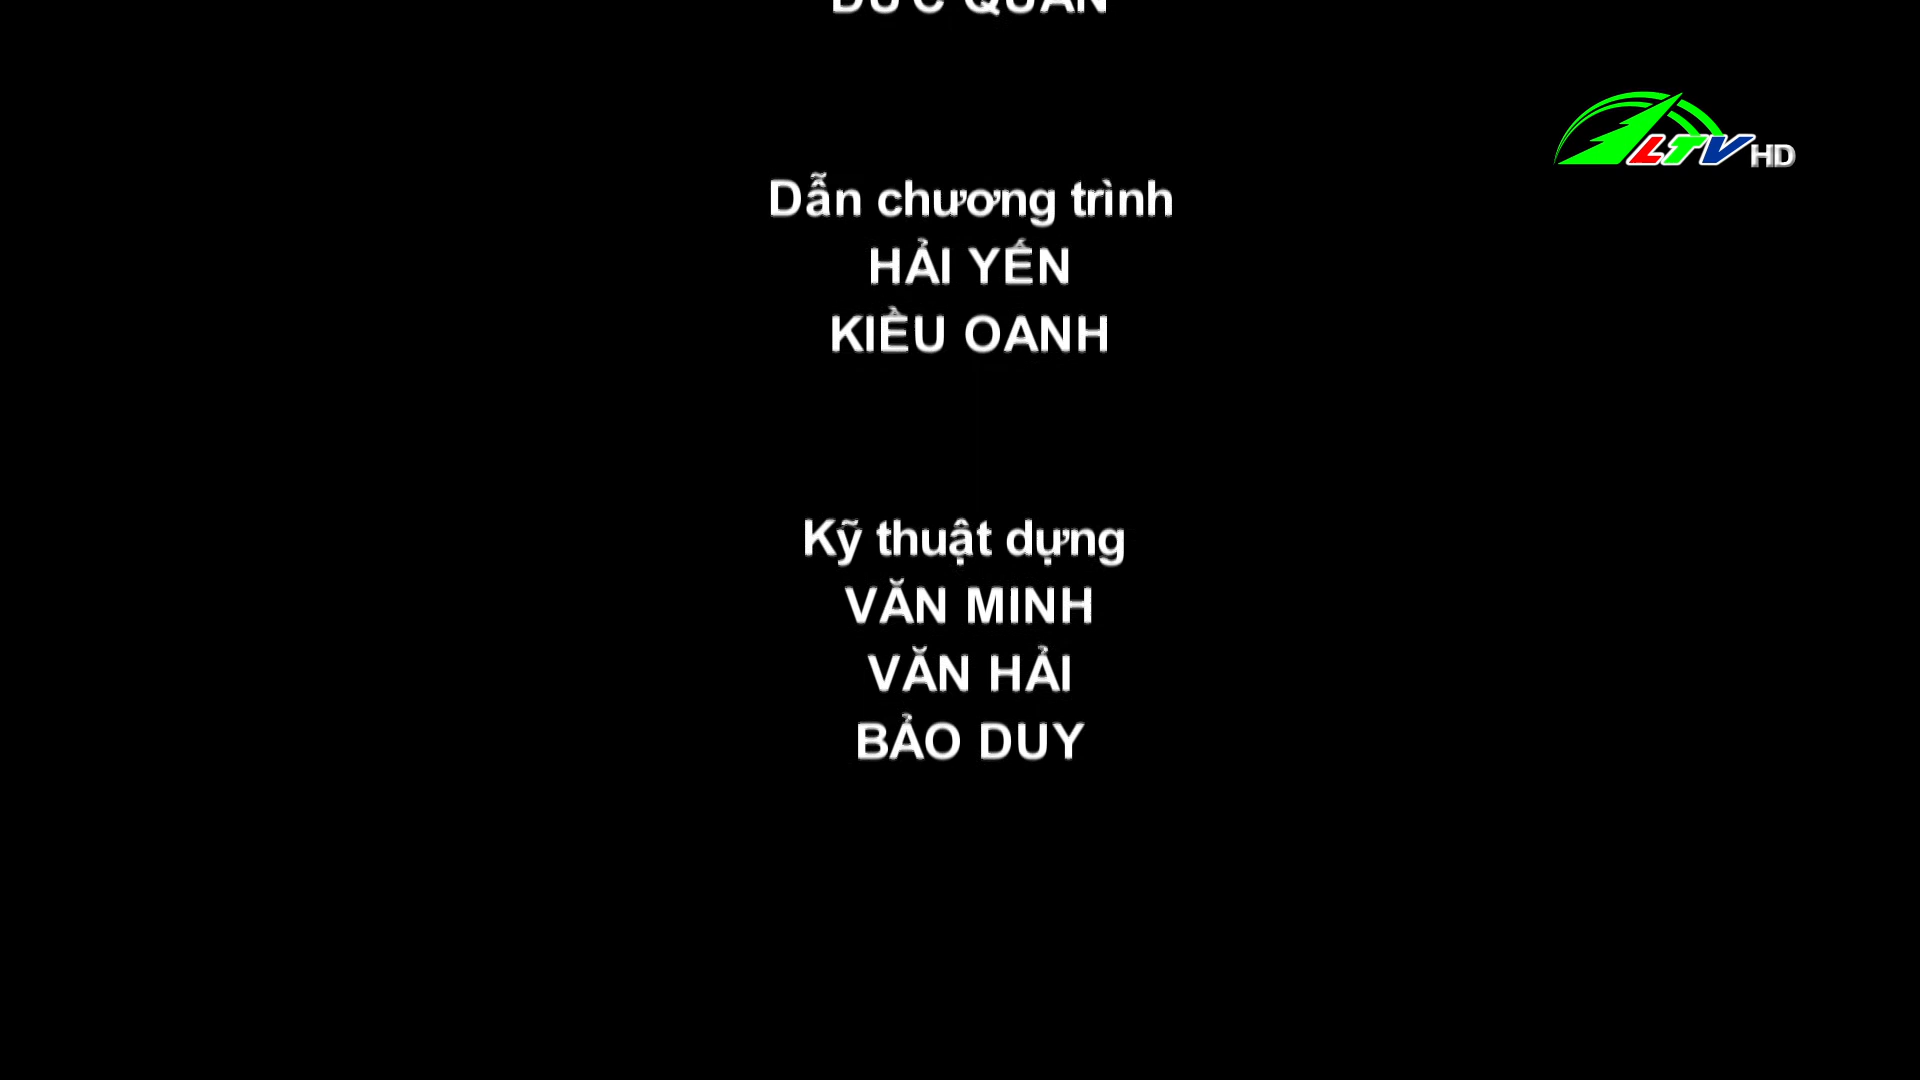 LTV HD
Dẫn chương trình
HẢI YẾN
KIỀU OANH
Kỹ thuật dựng
VĂN MINH
VĂN HẢI
BẢO DUY